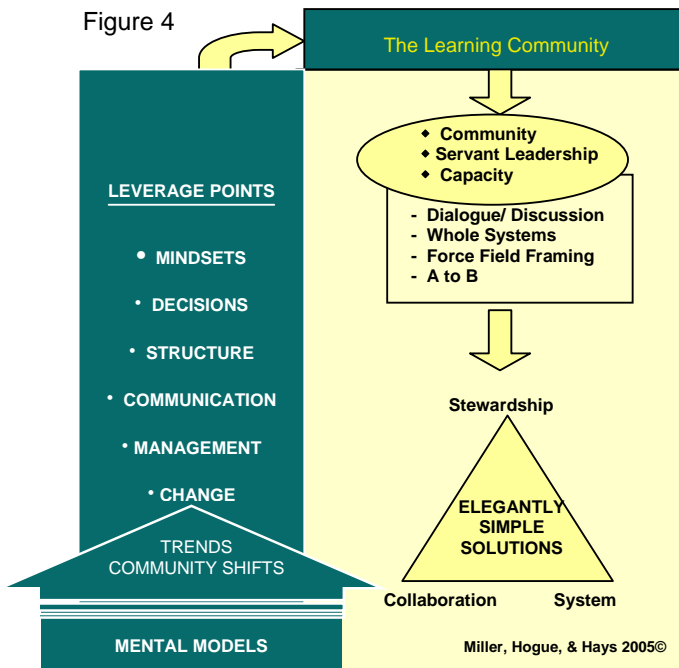 Figure 4
The Learning Community
LEVERAGE POINTS
• MINDSETS
• DECISIONS
• STRUCTURE
• COMMUNICATION
• MANAGEMENT
• CHANGE
TRENDS
COMMUNITY SHIFTS
MENTAL MODELS
◆ Community
◆ Servant Leadership
◆ Capacity
- Dialogue/ Discussion
- Whole Systems
- Force Field Framing
- A to B
Stewardship
ELEGANTLY
SIMPLE
SOLUTIONS
Collaboration
System
Miller, Hogue, & Hays 2005©